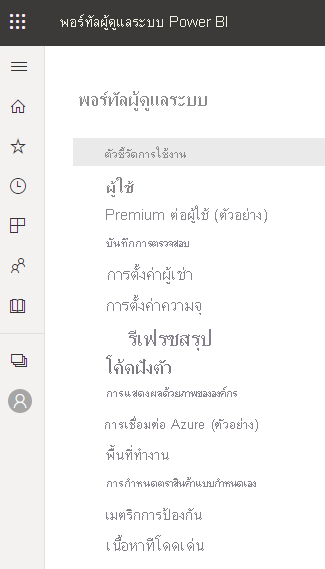 พอร์ทัลผู้ดูแลระบบ Power BI
พอร์ทัลผู้ดูแลระบบ
ตัวชี้วัดการใช้งาน
ผู้ใช้
Premium ต่อผู้ใช้ (ตัวอย่าง)
บันทึกการตรวจสอบ
การตั้งค่าผู้เช่า
การตั้งค่าความจุ
รีเฟรชสรุป
โค้ดฝังตัว
การแสดงผลด้วยภาพขององค์กร
การเชื่อมต่อ Azure (ตัวอย่าง)
พื้นที่ทำงาน
การกำหนดตราสินค้าแบบกำหนดเอง
เมตริกการป้องกัน
เนื้อหาที่โดดเด่น